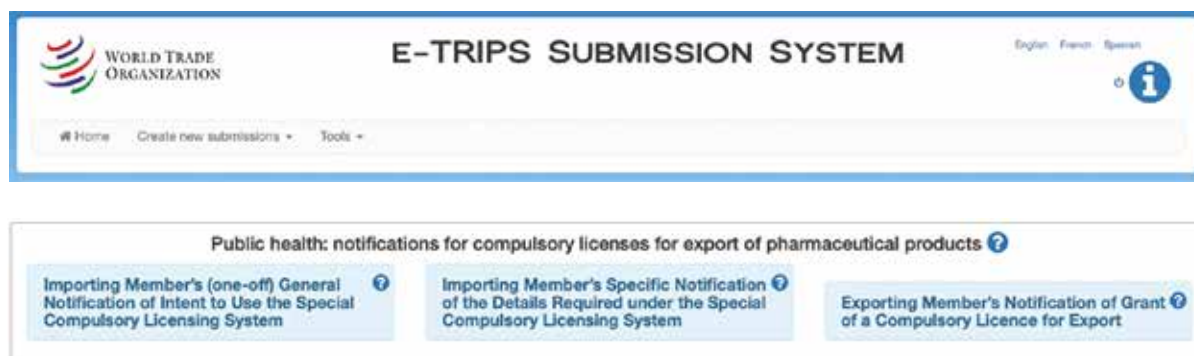 WORLD TRADE
ORGANIZATION
E-TRIPS SUBMISSION SYSTEM
English French Spanish
Home Create new submissions Tools
Public health: notifications for compulsory licenses for export of pharmaceutical products
Importing Member's (one-off) General
Notification of Intent to Use the Special
Compulsory Licensing System
Importing Member's Specific Notification
of the Details Required under the Special
Compulsory Licensing System
Exporting Member's Notification of Grant
of a Compulsory Licence for Export